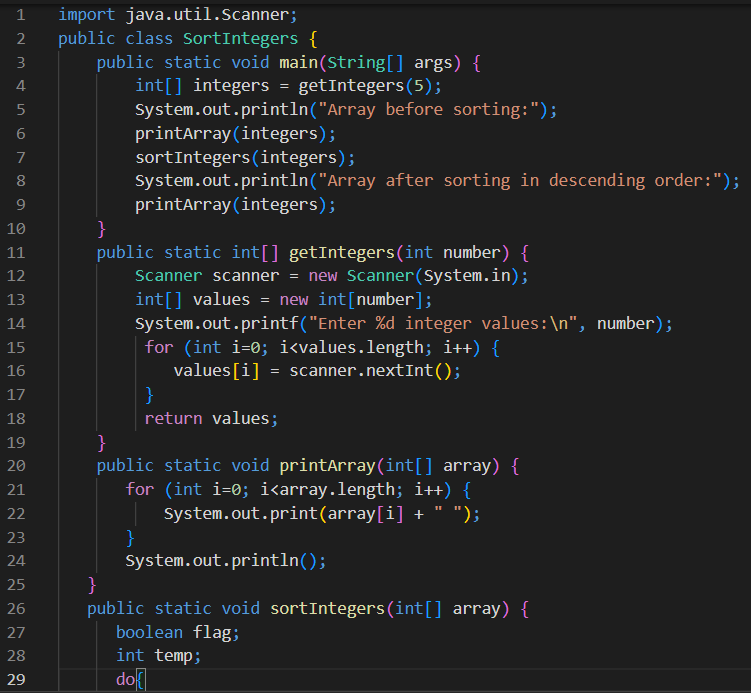 1 import java.util.Scanner;
2 public class SortIntegers {
3 public static void main(String[] args) {
4 int[] integers = getIntegers(5);
5 System.out.println("Array before sorting:");
6 printArray(integers);
7 sortIntegers(integers);
8 System.out.println("Array after sorting in descending order:");
9 printArray(integers);
10 }
11 public static int[] getIntegers(int number) {
12 Scanner scanner = new Scanner(System.in);
13 int[] values = new int[number];
14 System.out.printf("Enter %d integer values:\n", number);
15 for (int i=0; i<values.length; i++) {
16 values[i] = scanner.nextInt();
17 }
18 return values;
19 }
20 public static void printArray(int[] array) {
21 for (int i=0; i<array.length; i++) {
22 System.out.print(array[i] + " ");
23 }
24 System.out.println();
25 }
26 public static void sortIntegers(int[] array) {
27 boolean flag;
28 int temp;
29 do{